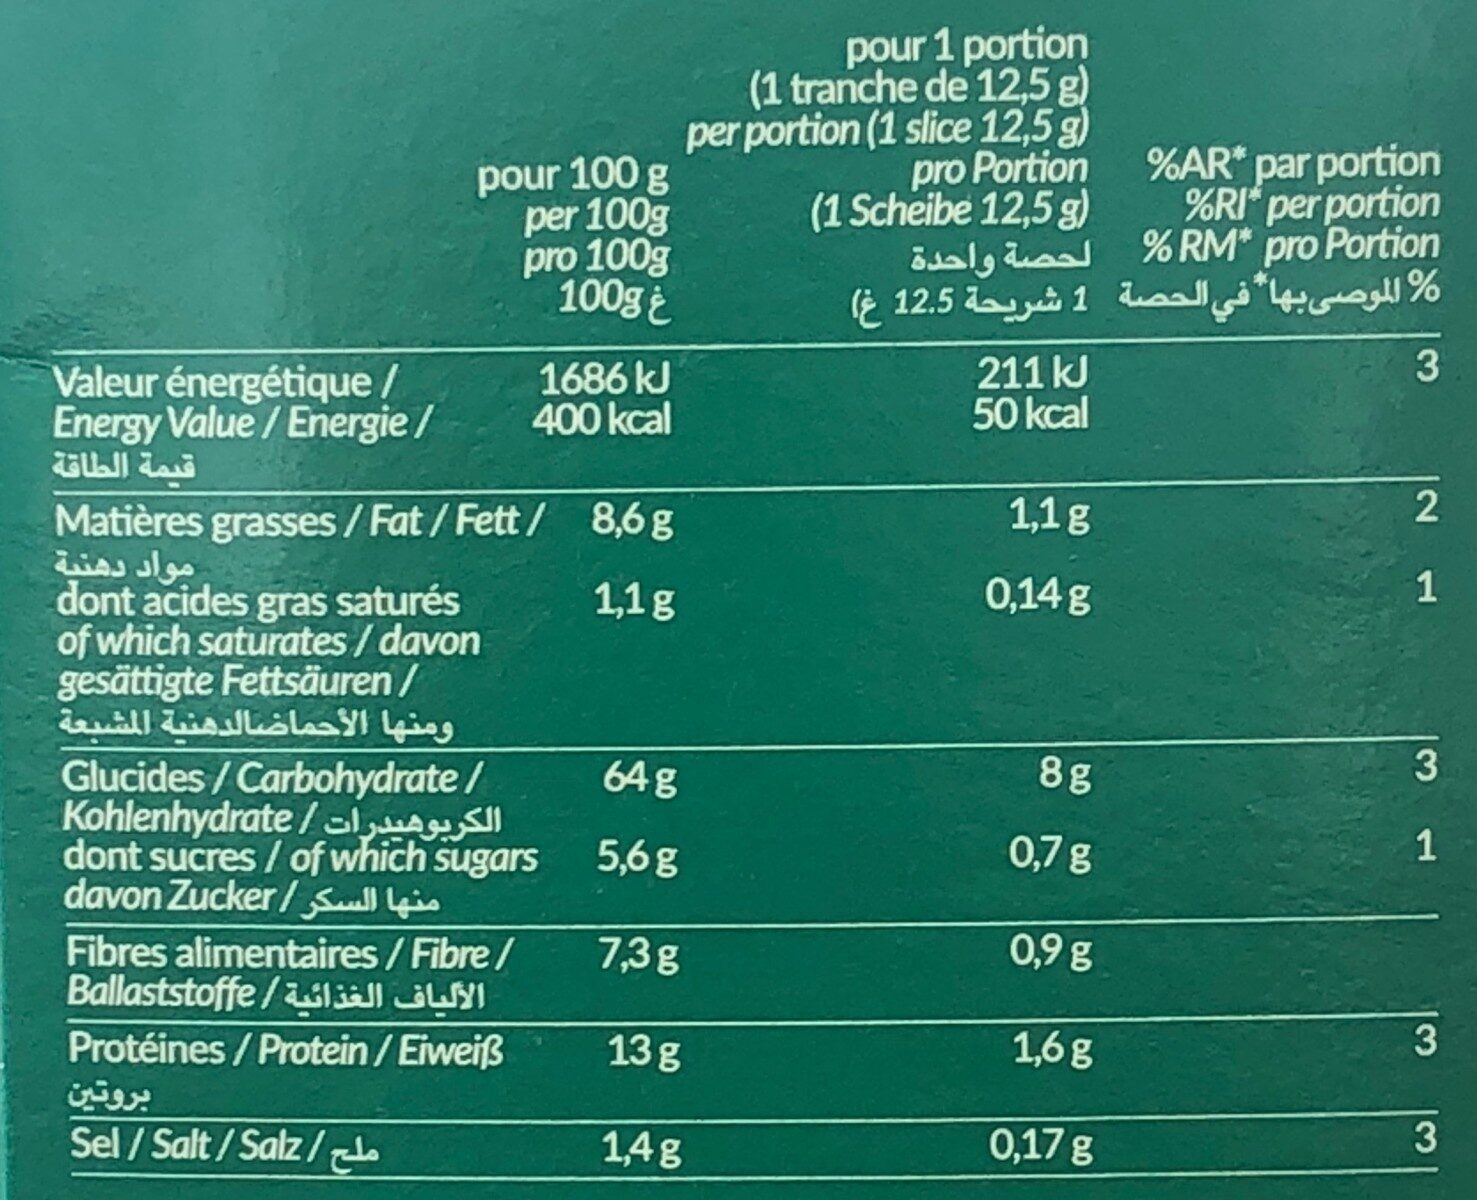 pour 1 portion
(1 tranche de 12,5 g)
per portion (1 slice 12,5 g)
pro Portion
(1 Scheibe 12,5 g)
لحصة واحدة
1 شريحة 12.5 غ)
pour 100 g
per 100g
pro 100g
100g غ
%AR* par portion
%RI* per portion
% RM* pro Portion
% الموصى بها* في الحصة
Valeur énergétique / 1686 kJ 211 kJ 3
Energy Value / Energie / 400 kcal 50 kcal
قيمة الطاقة
Matières grasses / Fat / Fett / 8,6 g 1,1 g 2
مواد دهنية
dont acides gras saturés 1,1 g 0,14 g 1
of which saturates / davon
gesättigte Fettsäuren /
ومنها الأحماضالدهنية المشبعة
Glucides / Carbohydrate / 64 g 8 g 3
Kohlenhydrate / الكربوهيدرات
dont sucres / of which sugars 5,6 g 0,7 g 1
davon Zucker / منها السكر
Fibres alimentaires / Fibre / 7,3 g 0,9 g
Ballaststoffe / الألياف الغذائية
Protéines / Protein / Eiweiß 13 g 1,6 g 3
بروتين
Sel / Salt / Salz / ملح 1,4 g 0,17 g 3